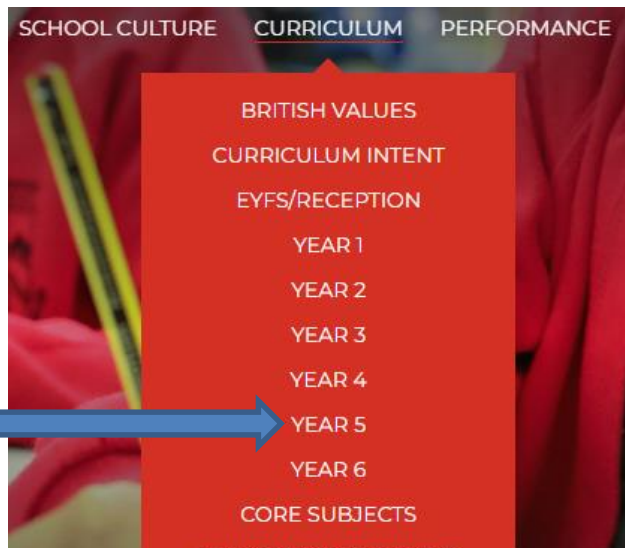 SCHOOL CULTURE CURRICULUM PERFORMANCE
BRITISH VALUES
CURRICULUM INTENT
EYFS/RECEPTION
YEAR 1
YEAR 2
YEAR 3
YEAR 4
YEAR 5
YEAR 6
CORE SUBJECTS